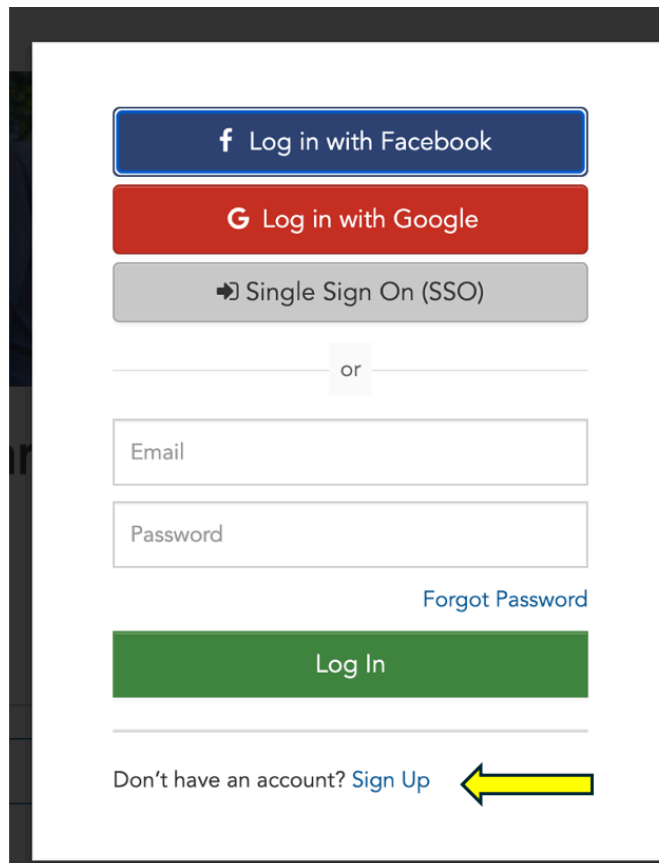 Log in with Facebook
Log in with Google
Single Sign On (SSO)
or
Email
Password
Forgot Password
Log In
Don't have an account? Sign Up